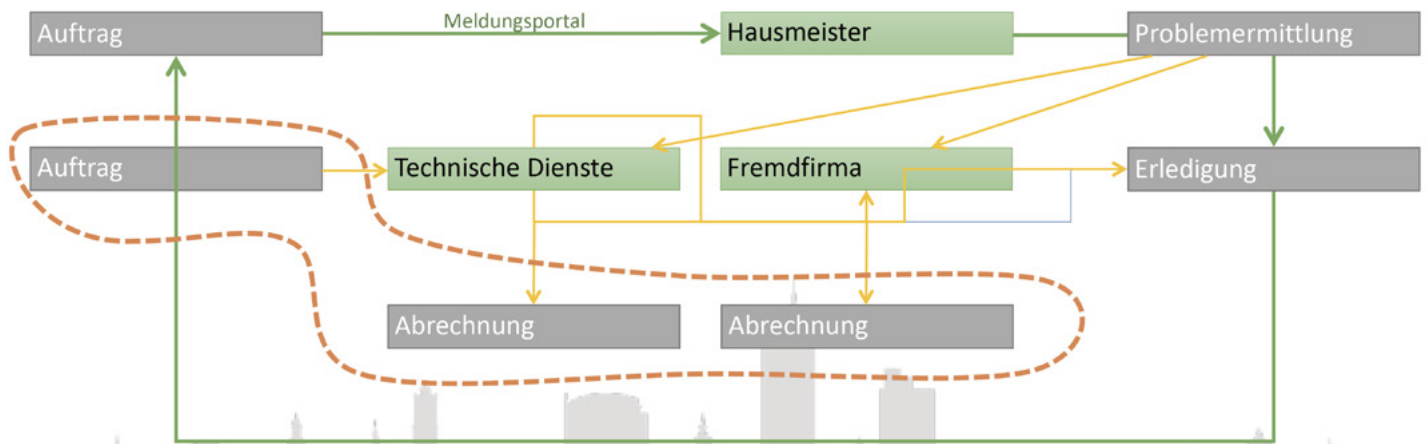 Auftrag
Meldungsportal
Hausmeister
Problemermittlung
Auftrag
Technische Dienste
Fremdfirma
Erledigung
Abrechnung
Abrechnung